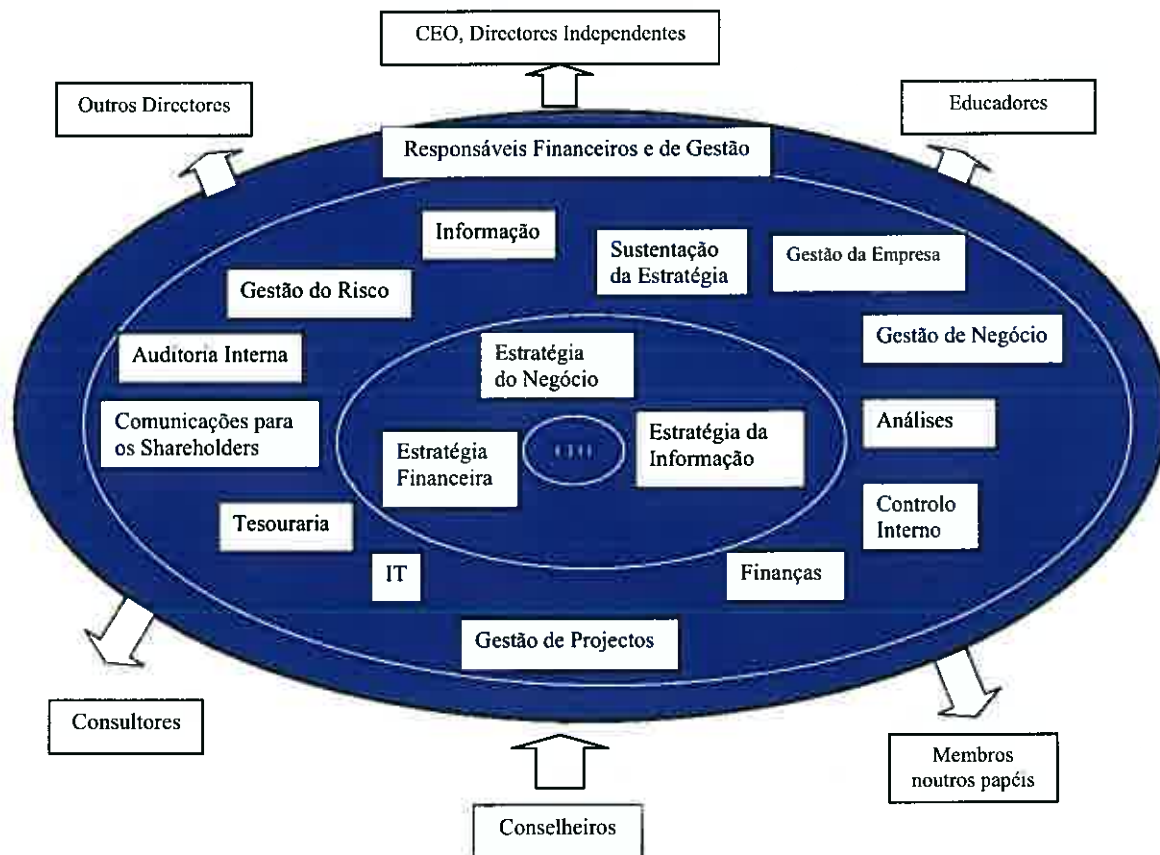 CEO, Directores Independentes
Outros Directores
Educadores
Responsáveis Financeiros e de Gestão
Informação
Sustentação
da Estratégia
Gestão da Empresa
Gestão do Risco
Gestão de Negócio
Auditoria Interna
Estratégia
do Negócio
Comunicações para
os Shareholders
Análises
Estratégia
Financeira
Estratégia da
Informação
Tesouraria
Controlo
Interno
IT
Finanças
Gestão de Projectos
Consultores
Membros
noutros papéis
Conselheiros